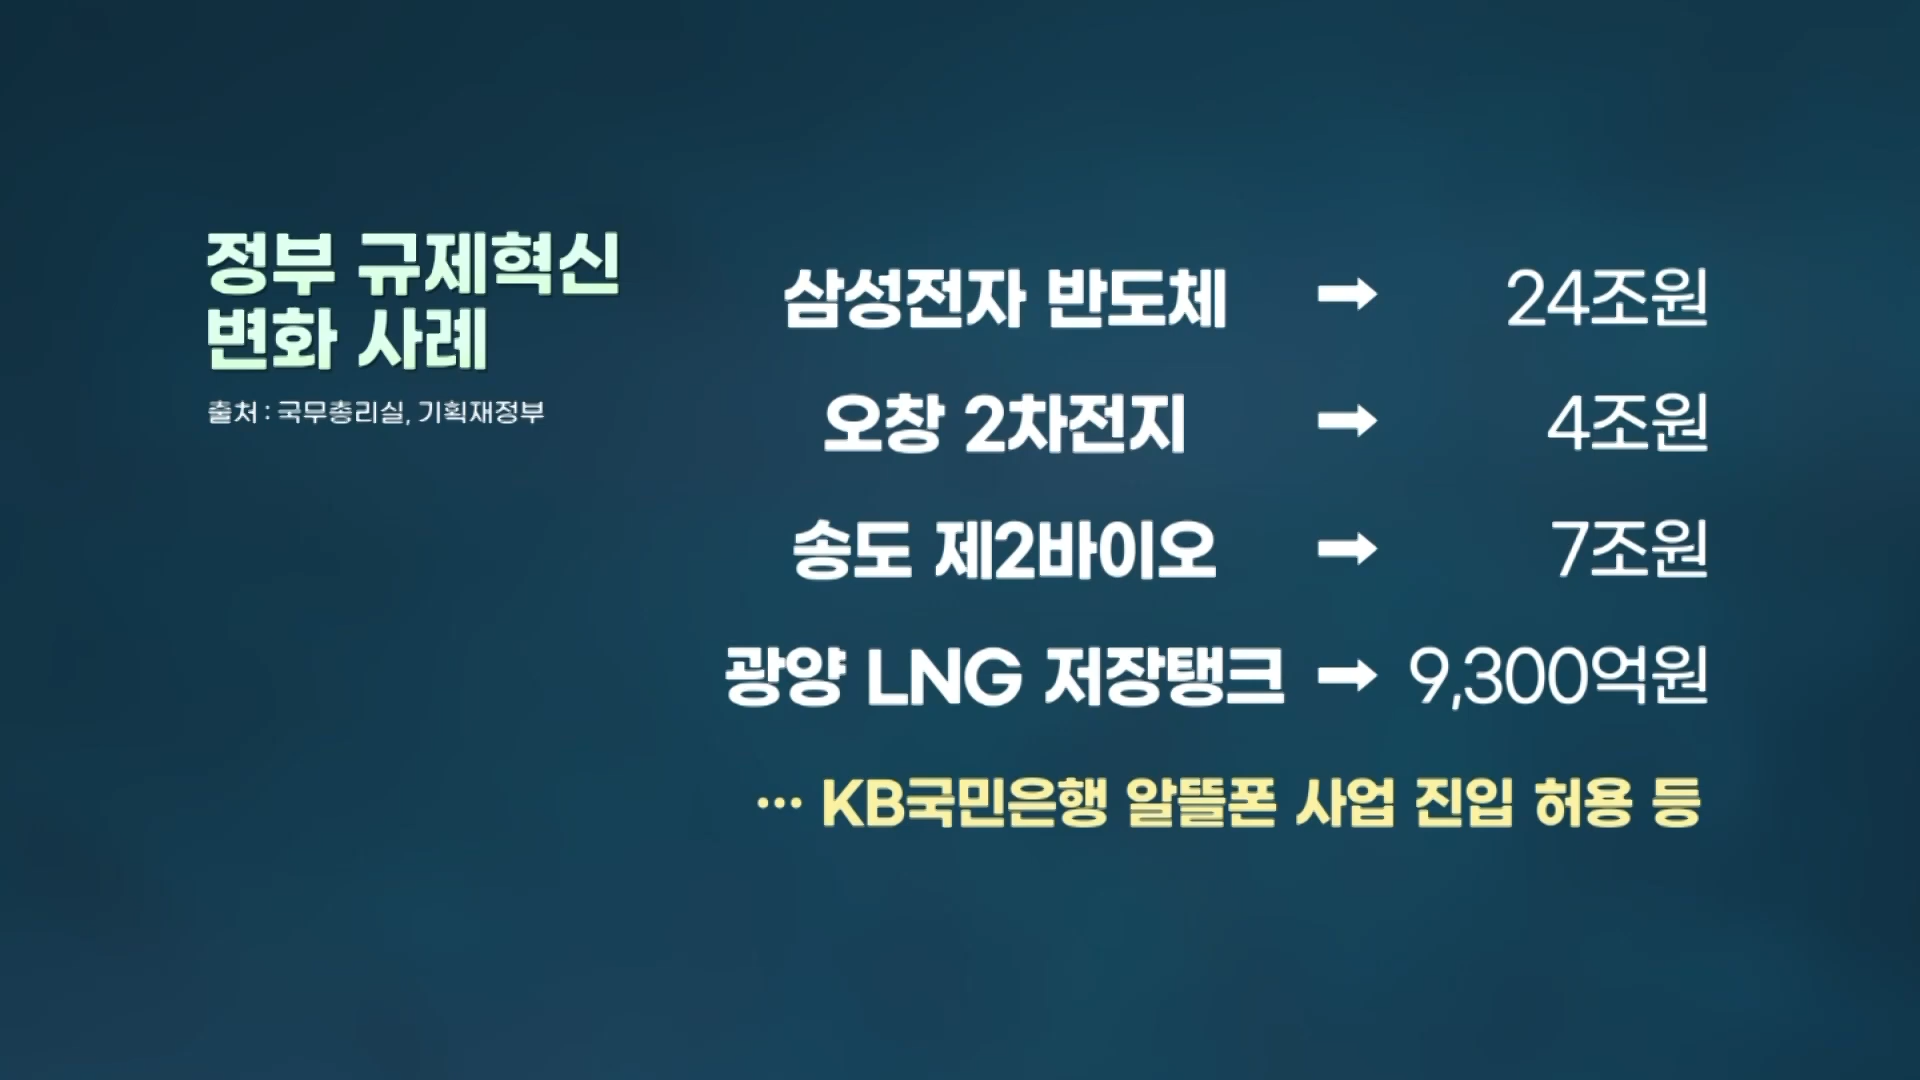 정부 규제혁신
변화 사례
출처 : 국무총리실, 기획재정부
삼성전자 반도체 ➡ 24조원
오창 2차전지 ➡ 4조원
송도 제2바이오 ➡ 7조원
광양 LNG 저장탱크 ➡ 9,300억원
··· KB국민은행 알뜰폰 사업 진입 허용 등